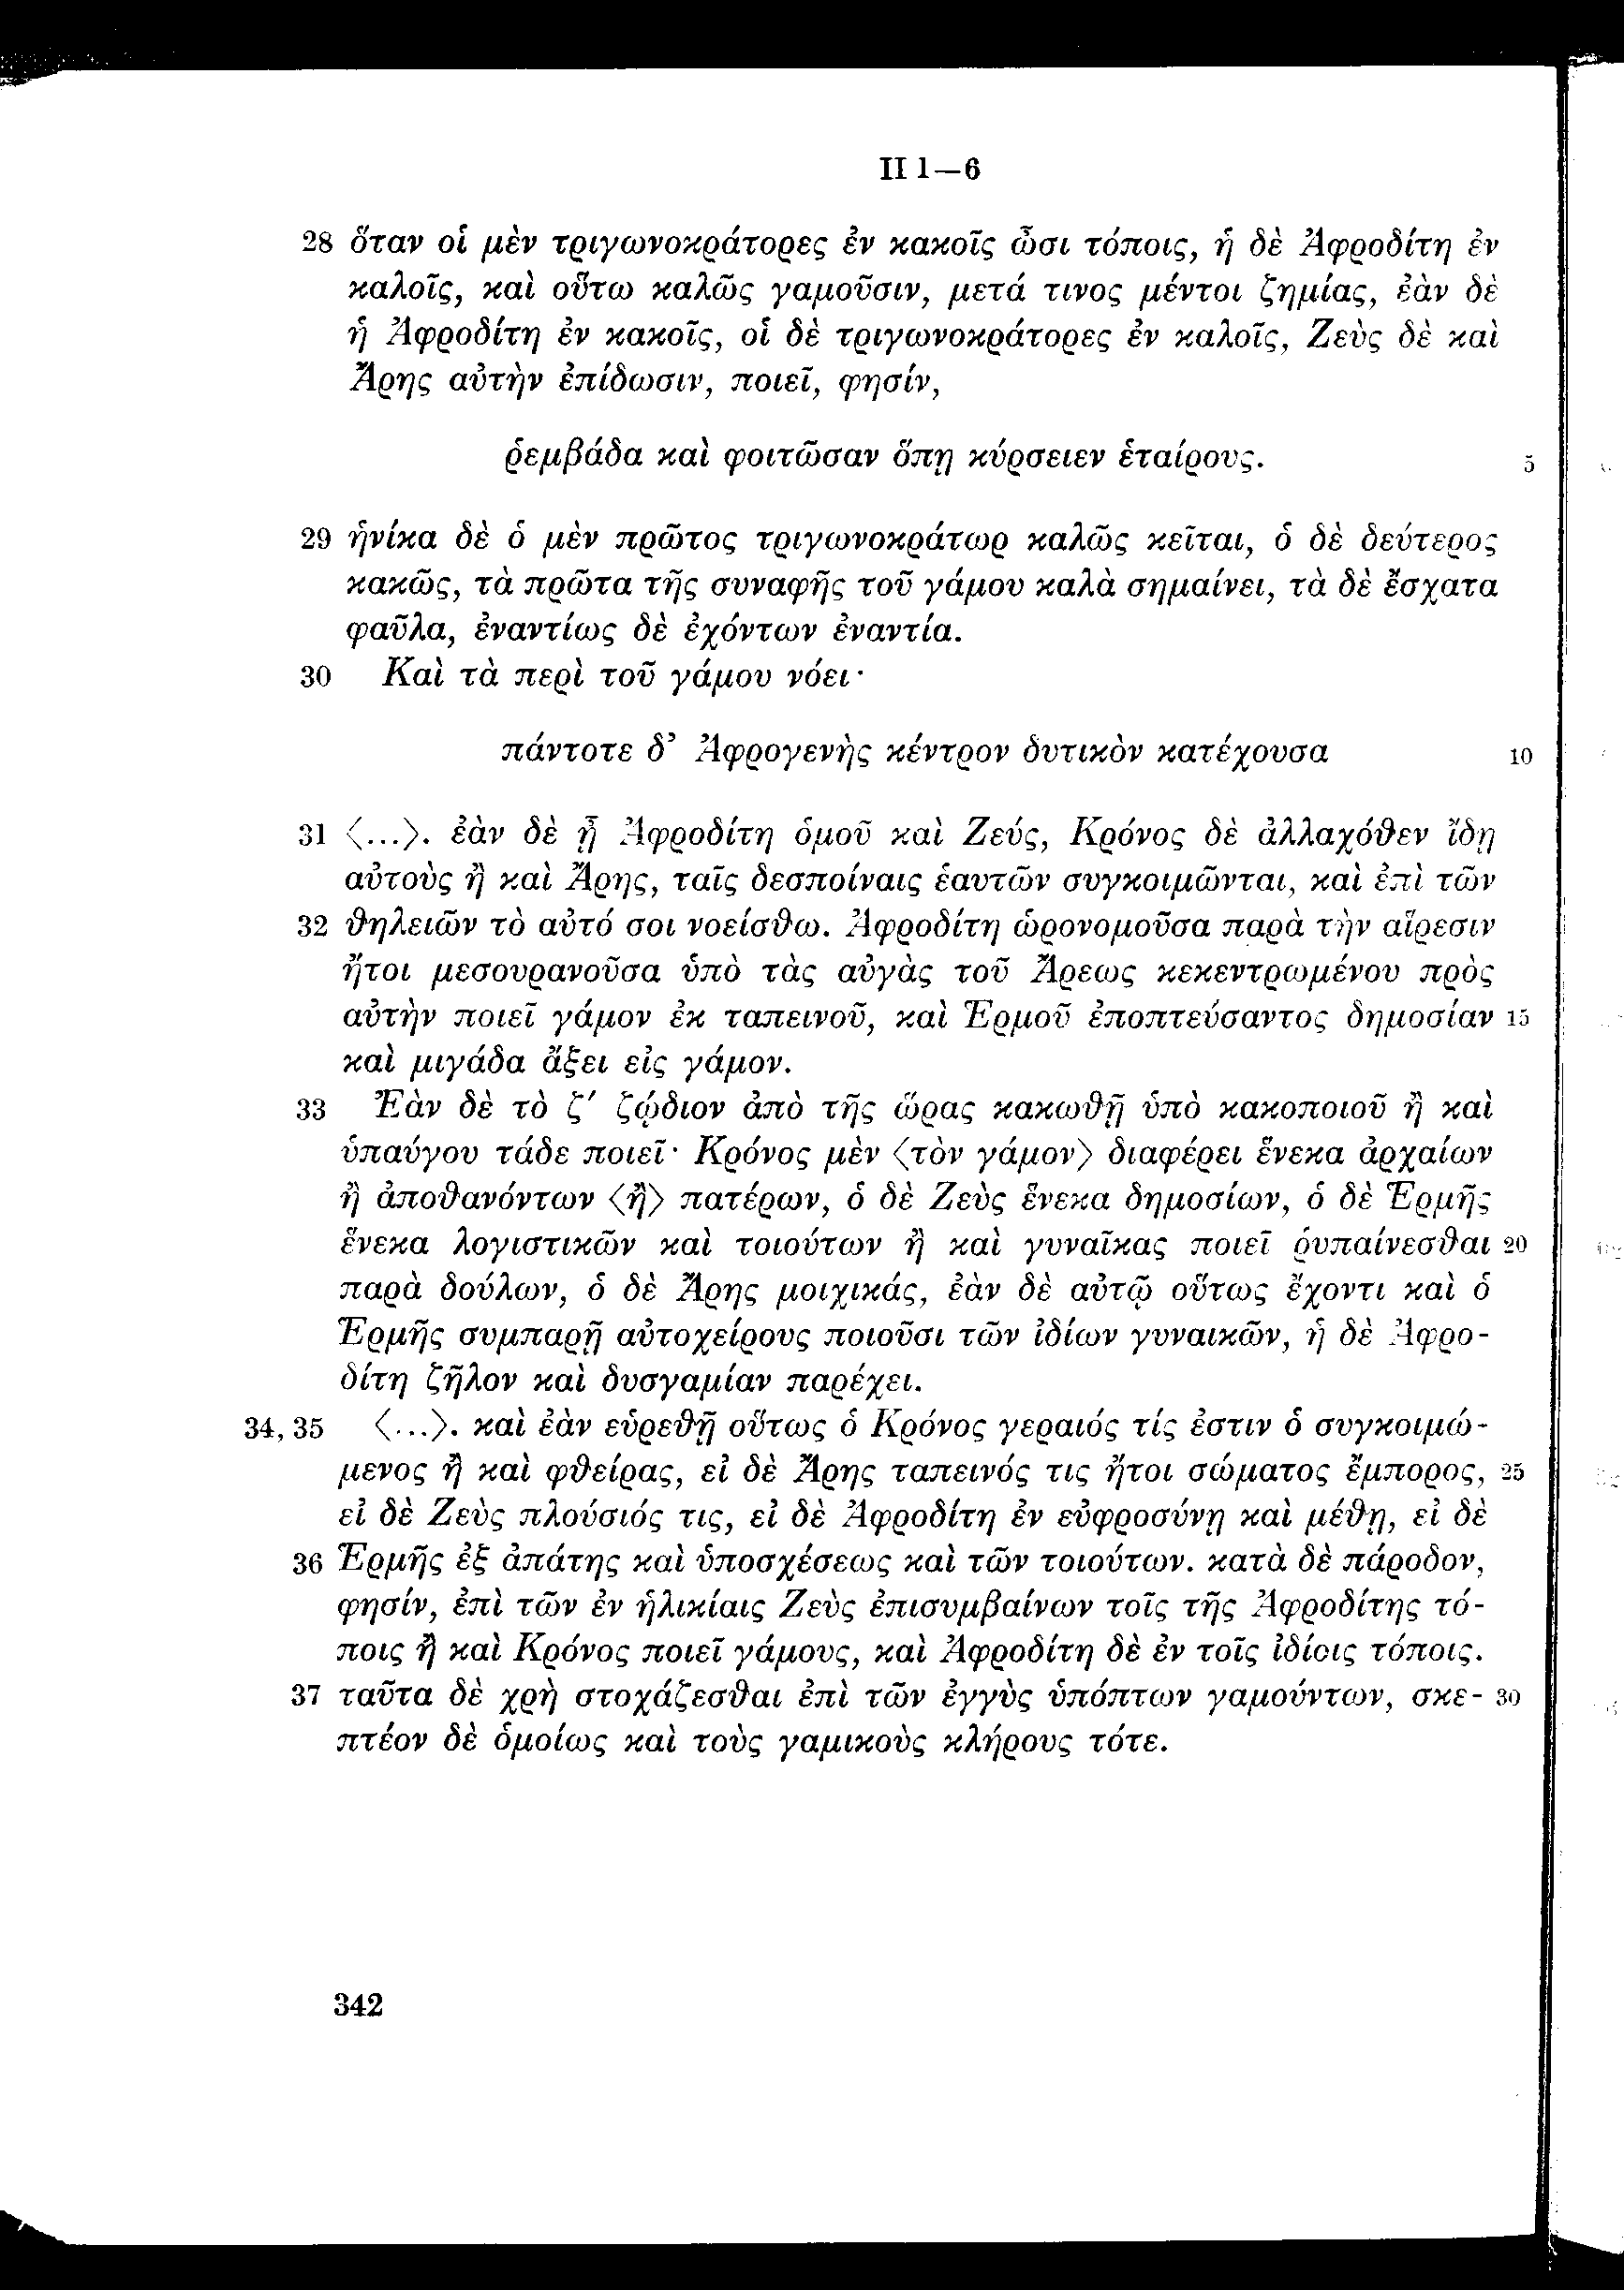 II 1—6
28 ὅταν οἱ μὲν τριγωνοκράτορες ἐν κακοῖς ὦσι τόποις, ἡ δὲ Ἀφροδίτη ἐν
καλοῖς, καὶ οὕτω καλῶς γαμοῦσιν, μετά τινος μέντοι ζημίας, ἐὰν δὲ
ἡ Ἀφροδίτη ἐν κακοῖς, οἱ δὲ τριγωνοκράτορες ἐν καλοῖς, Ζεὺς δὲ καὶ
Ἄρης αὐτὴν ἐπίδωσιν, ποιεῖ, φησίν,
ῥεμβάδα καὶ φοιτῶσαν ὅπῃ κύρσειεν ἑταίρους. 5
29 ἡνίκα δὲ ὁ μὲν πρῶτος τριγωνοκράτωρ καλῶς κεῖται, ὁ δὲ δεύτερος
κακῶς, τὰ πρῶτα τῆς συναφῆς τοῦ γάμου καλὰ σημαίνει, τὰ δὲ ἔσχατα
φαῦλα, ἐναντίως δὲ ἐχόντων ἐναντία.
30 Καὶ τὰ περὶ τοῦ γάμου νόει·
πάντοτε δ’ Ἀφρογενὴς κέντρον δυτικὸν κατέχουσα 10
31 〈...〉. ἐὰν δὲ ᾖ Ἀφροδίτη ὁμοῦ καὶ Ζεύς, Κρόνος δὲ ἀλλαχόθεν ἴδῃ
αὐτοὺς ἢ καὶ Ἄρης, ταῖς δεσποίναις ἑαυτῶν συγκοιμῶνται, καὶ ἐπὶ τῶν
32 θηλειῶν τὸ αὐτό σοι νοείσθω. Ἀφροδίτη ὡρονομοῦσα παρὰ τὴν αἵρεσιν
ἤτοι μεσουρανοῦσα ὑπὸ τὰς αὐγὰς τοῦ Ἄρεως κεκεντρωμένου πρὸς
αὐτὴν ποιεῖ γάμον ἐκ ταπεινοῦ, καὶ Ἑρμοῦ ἐποπτεύσαντος δημοσίαν 15
καὶ μιγάδα ἄξει εἰς γάμον.
33 Ἐὰν δὲ τὸ ζ′ ζῴδιον ἀπὸ τῆς ὥρας κακωθῇ ὑπὸ κακοποιοῦ ἢ καὶ
ὑπαύγου τάδε ποιεῖ· Κρόνος μὲν 〈τὸν γάμον〉 διαφέρει ἕνεκα ἀρχαίων
ἢ ἀποθανόντων 〈ἢ〉 πατέρων, ὁ δὲ Ζεὺς ἕνεκα δημοσίων, ὁ δὲ Ἑρμῆς
ἕνεκα λογιστικῶν καὶ τοιούτων ἢ καὶ γυναῖκας ποιεῖ ῥυπαίνεσθαι 20
παρὰ δούλων, ὁ δὲ Ἄρης μοιχικάς, ἐὰν δὲ αὐτῷ οὕτως ἔχοντι καὶ ὁ
Ἑρμῆς συμπαρῇ αὐτοχείρους ποιοῦσι τῶν ἰδίων γυναικῶν, ἡ δὲ Ἀφρο-
δίτη ζῆλον καὶ δυσγαμίαν παρέχει.
34, 35 〈...〉. καὶ ἐὰν εὑρεθῇ οὕτως ὁ Κρόνος γεραιός τίς ἐστιν ὁ συγκοιμώ-
μενος ἢ καὶ φθείρας, εἰ δὲ Ἄρης ταπεινός τις ἤτοι σώματος ἔμπορος, 25
εἰ δὲ Ζεὺς πλούσιός τις, εἰ δὲ Ἀφροδίτη ἐν εὐφροσύνῃ καὶ μέθῃ, εἰ δὲ
36 Ἑρμῆς ἐξ ἀπάτης καὶ ὑποσχέσεως καὶ τῶν τοιούτων. κατὰ δὲ πάροδον,
φησίν, ἐπὶ τῶν ἐν ἡλικίαις Ζεὺς ἐπισυμβαίνων τοῖς τῆς Ἀφροδίτης τό-
ποις ἢ καὶ Κρόνος ποιεῖ γάμους, καὶ Ἀφροδίτη δὲ ἐν τοῖς ἰδίοις τόποις.
37 ταῦτα δὲ χρὴ στοχάζεσθαι ἐπὶ τῶν ἐγγὺς ὑπόπτων γαμούντων, σκε- 30
πτέον δὲ ὁμοίως καὶ τοὺς γαμικοὺς κλήρους τότε.
342